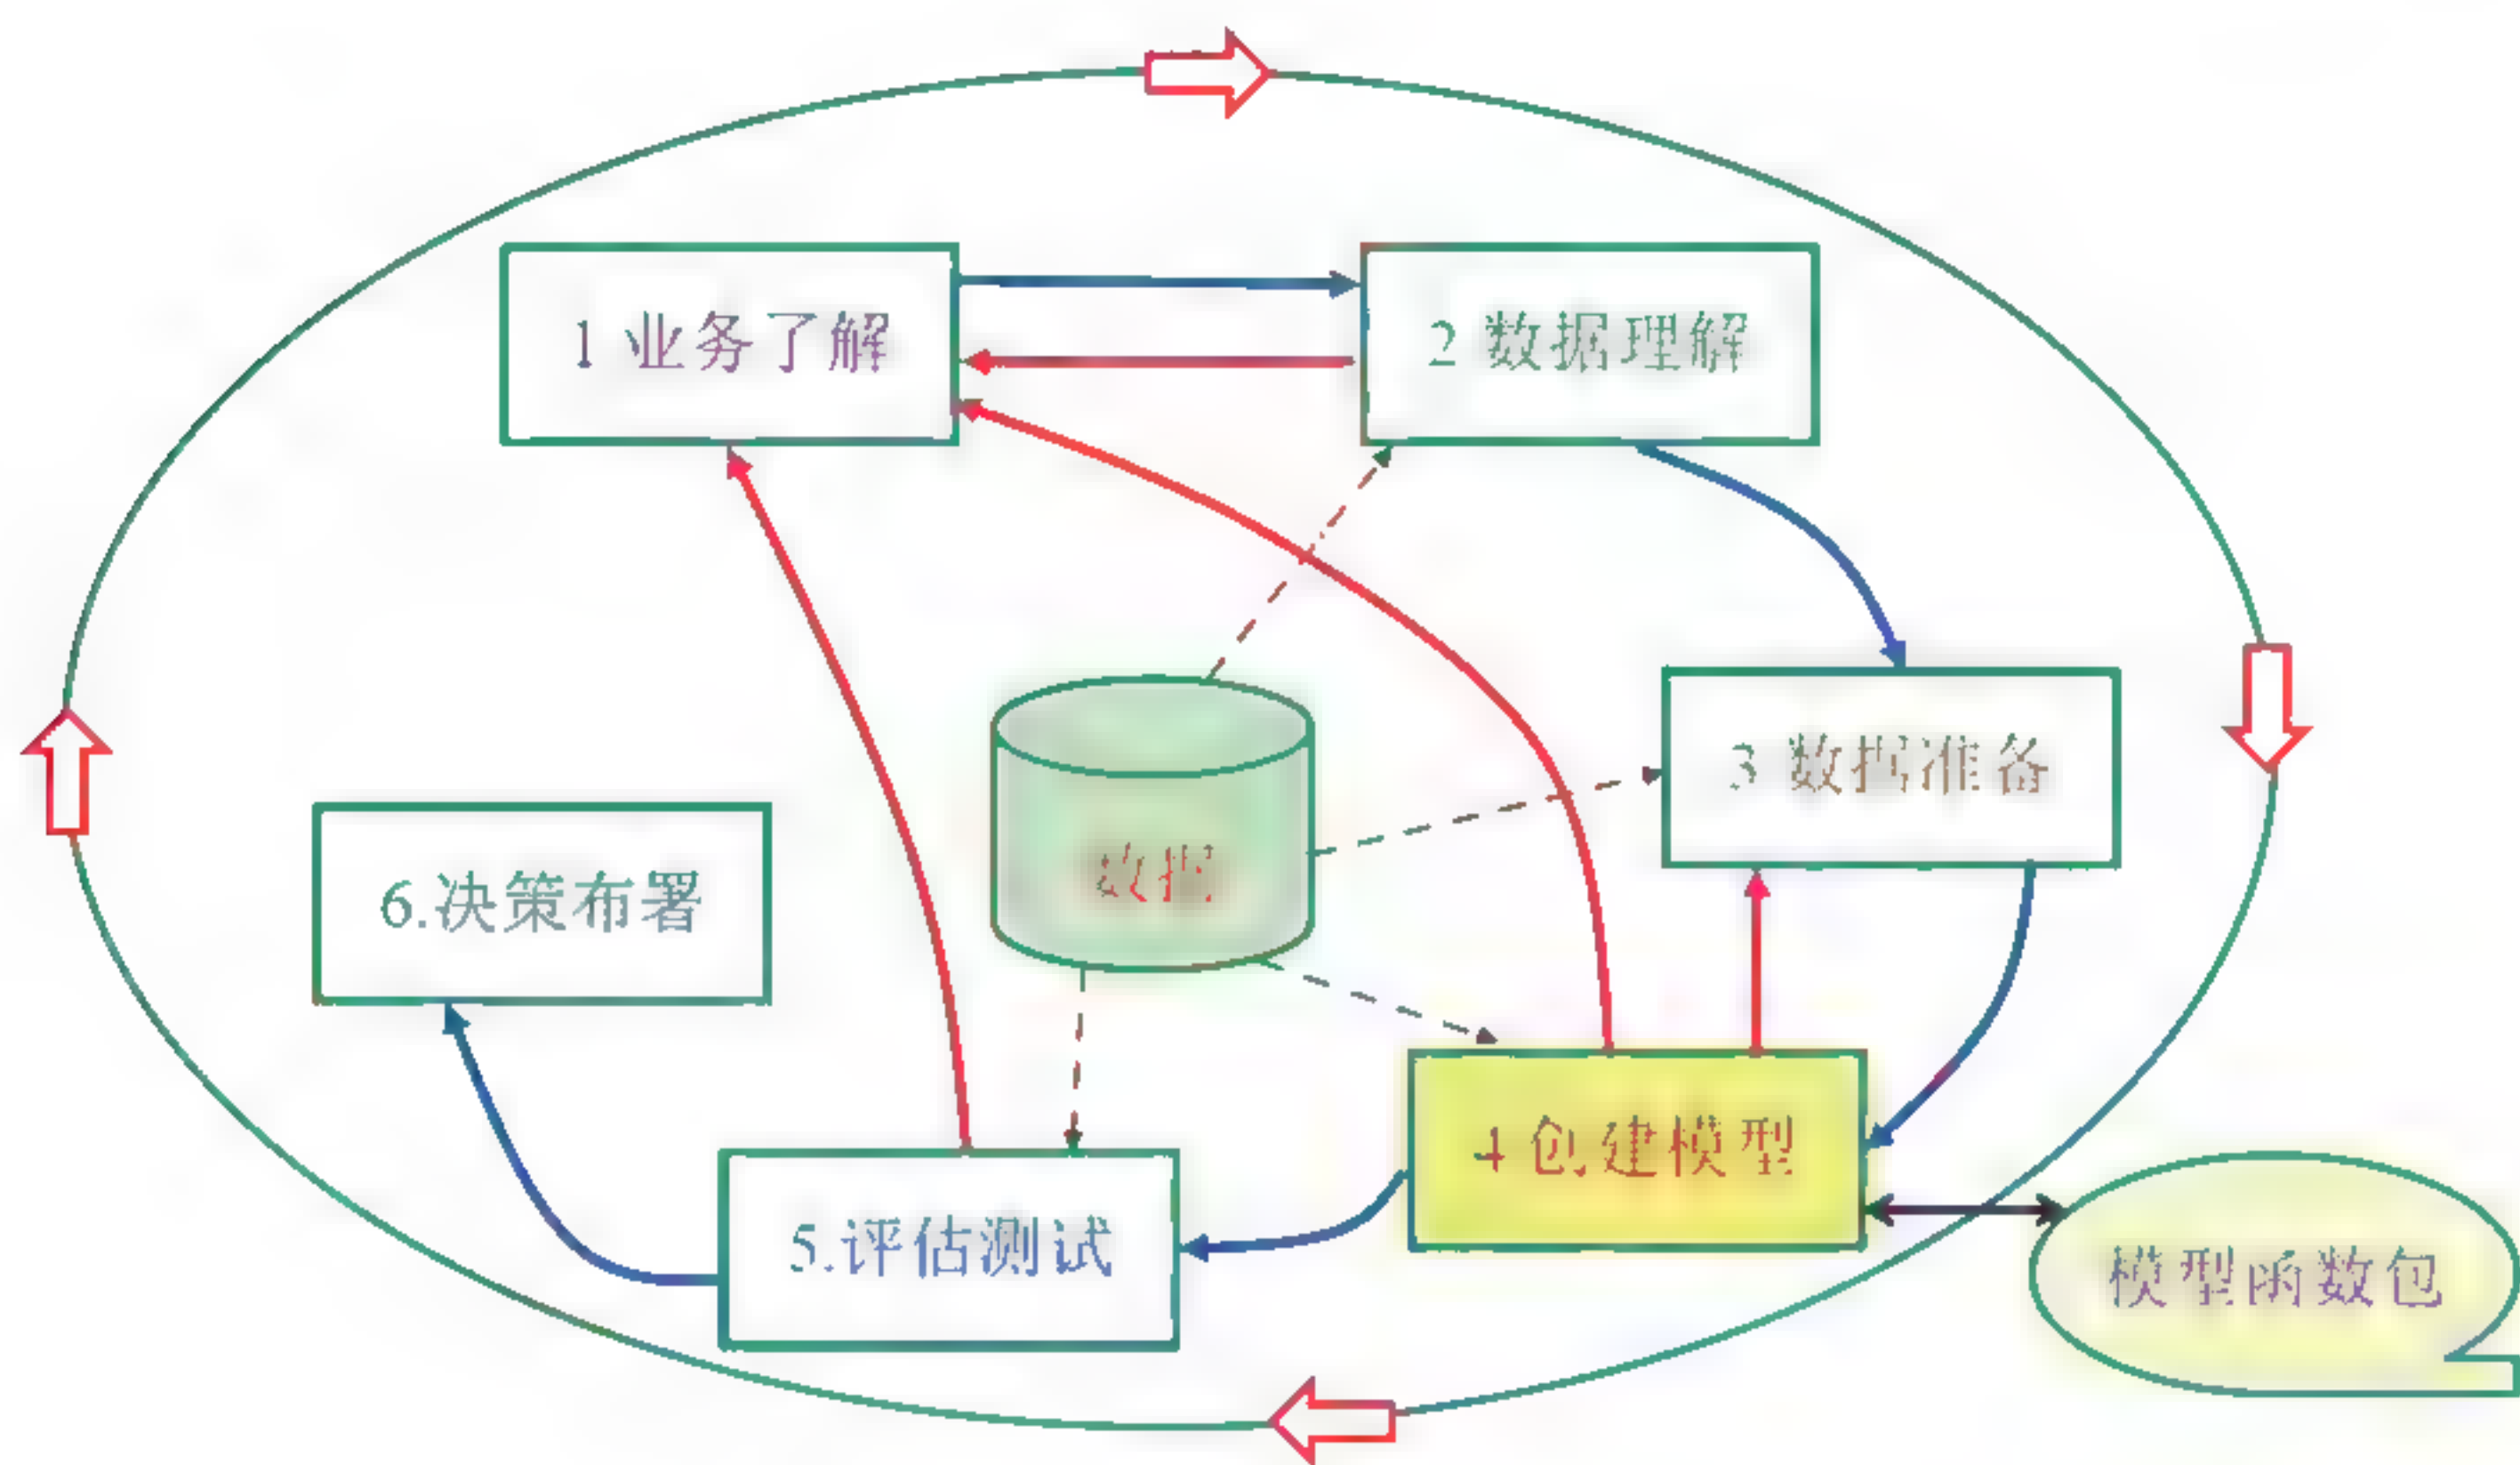 1 业务了解
2 数据理解
3 数据准备
数据
6.决策布署
4 创建模型
5.评估测试
模型函数包